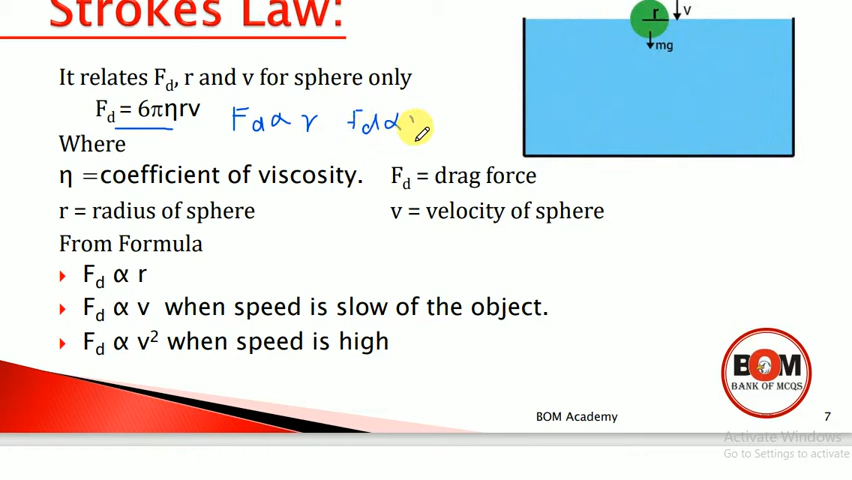 Strokes Law:
r
v
mg
It relates Fd, r and v for sphere only
Fd = 6πηrv Fd α r Fd α
Where
η =coefficient of viscosity. Fd = drag force
r = radius of sphere v = velocity of sphere
From Formula
Fd α r
Fd α v when speed is slow of the object.
Fd α v² when speed is high
BOM
BANK OF MCQS
BOM Academy 7
Activate Windows
Go to Settings to activate